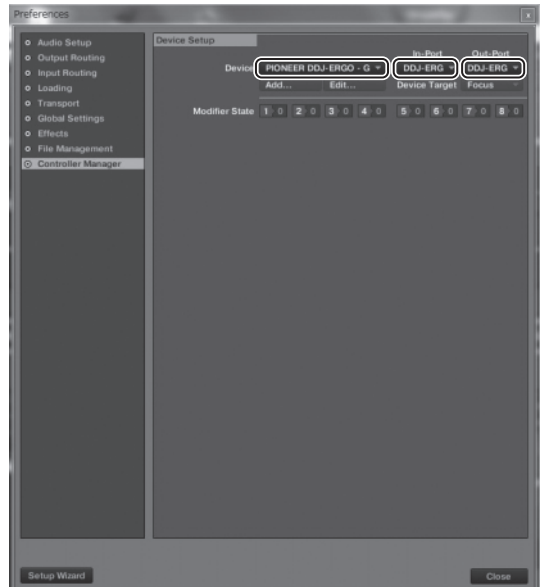 Preferences
x
Audio Setup
Output Routing
Input Routing
Loading
Transport
Global Settings
Effects
File Management
Controller Manager
Device Setup
In-Port Out-Port
Device PIONEER DDJ-ERGO - G DDJ-ERG DDJ-ERG
Add... Edit... Device Target Focus
Modifier State 1 0 2 0 3 0 4 0 5 0 6 0 7 0 8 0
Setup Wizard
Close